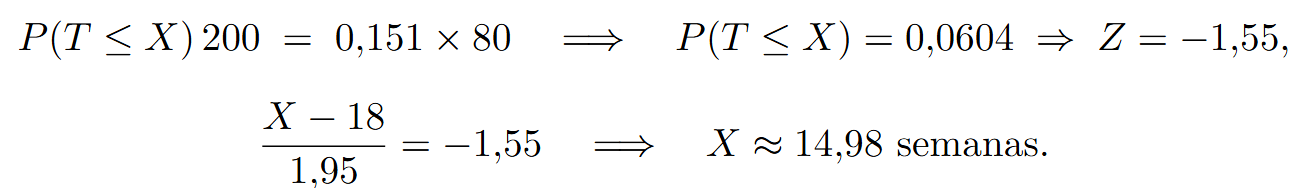 P(T ≤ X) 200 = 0,151 × 80 ⟹ P(T ≤ X) = 0,0604 ⇒ Z = −1,55,
(X − 18)/1,95 = −1,55 ⟹ X ≈ 14,98 semanas.